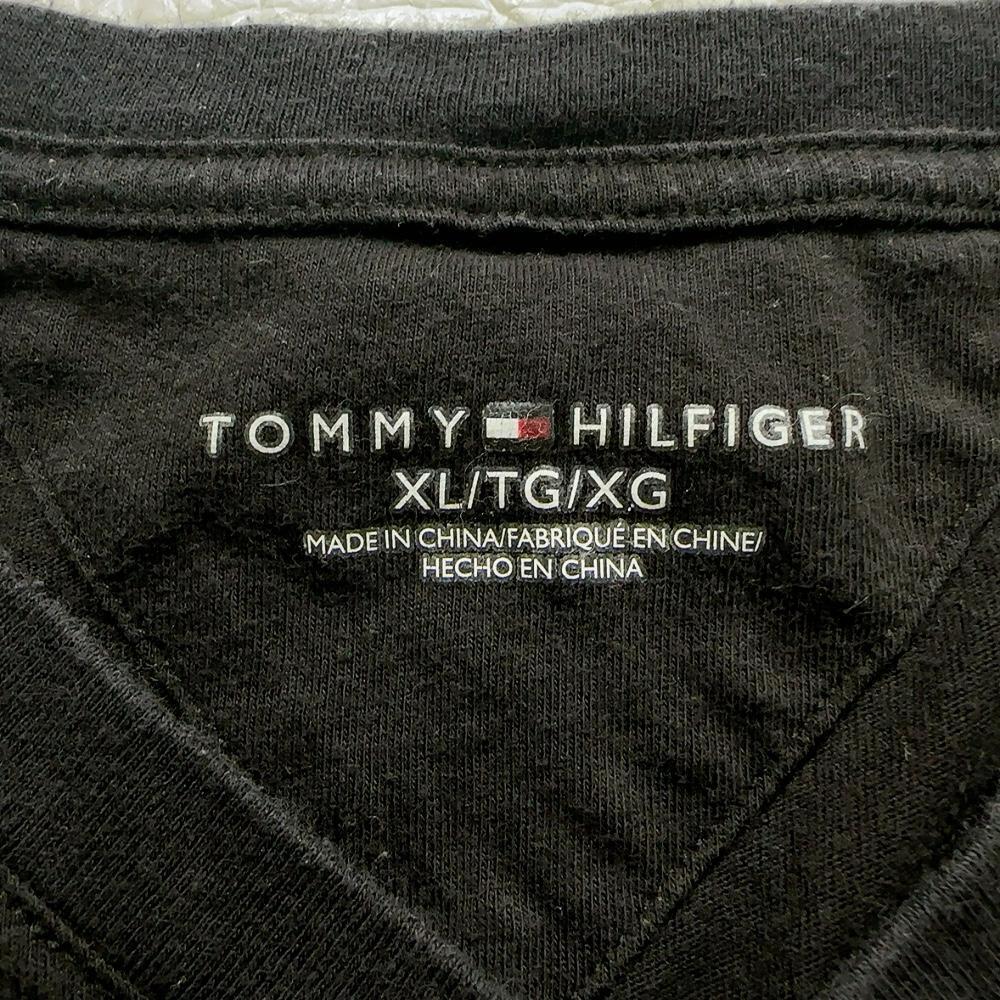 TOMMY HILFIGER
XL/TG/XG
MADE IN CHINA/FABRIQUÉ EN CHINE/
HECHO EN CHINA